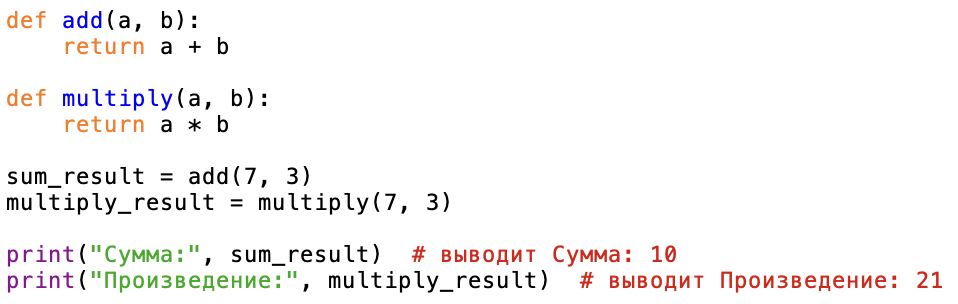 def add(a, b):
    return a + b

def multiply(a, b):
    return a * b

sum_result = add(7, 3)
multiply_result = multiply(7, 3)

print("Сумма:", sum_result)  # выводит Сумма: 10
print("Произведение:", multiply_result)  # выводит Произведение: 21